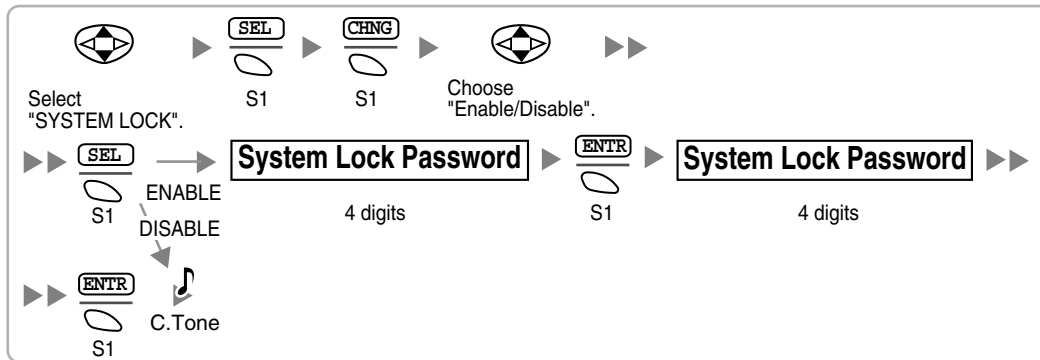 SEL CHNG
Select
"SYSTEM LOCK".
S1 S1
Choose
"Enable/Disable".
SEL System Lock Password ENTR System Lock Password
S1
ENABLE
4 digits S1 4 digits
DISABLE
ENTR
C.Tone
S1